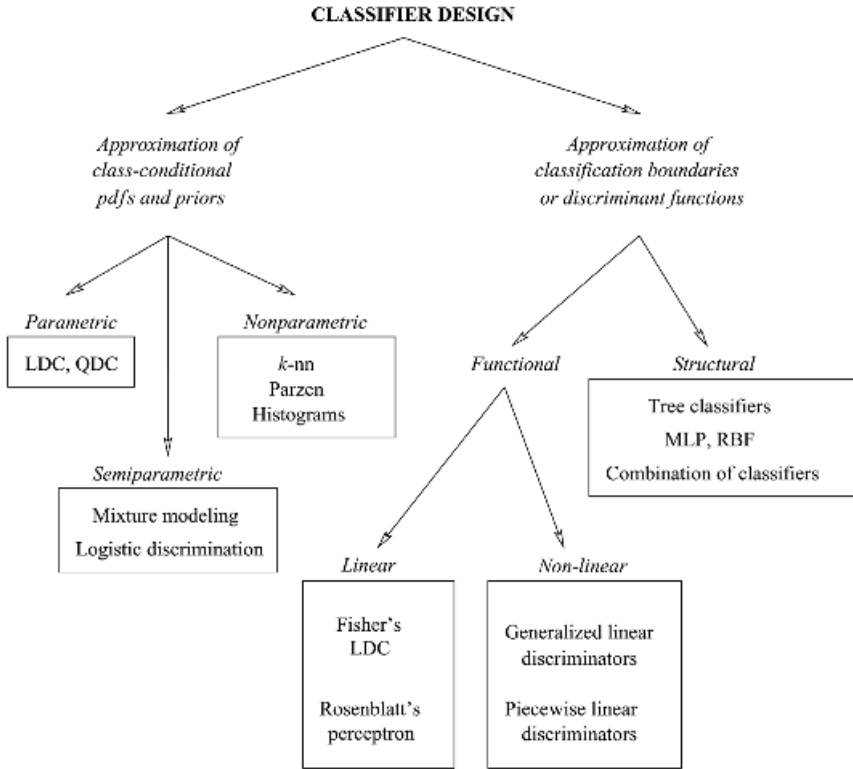 CLASSIFIER DESIGN
Approximation of
class-conditional
pdfs and priors
Approximation of
classification boundaries
or discriminant functions
Parametric
LDC, QDC
Nonparametric
k-nn
Parzen
Histograms
Semiparametric
Mixture modeling
Logistic discrimination
Functional
Structural
Tree classifiers
MLP, RBF
Combination of classifiers
Linear
Fisher's
LDC
Rosenblatt's
perceptron
Non-linear
Generalized linear
discriminators
Piecewise linear
discriminators